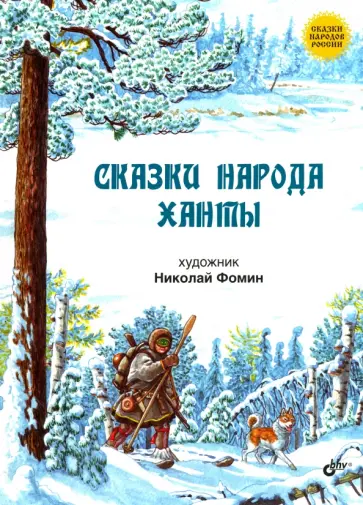 СКАЗКИ
НАРОДОВ
РОССИИ
СКАЗКИ НАРОДА
ХАНТЫ
художник
Николай Фомин
bhv®